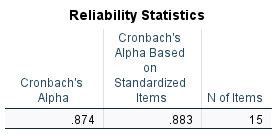 Reliability Statistics
Cronbach's
Alpha Based
on
Cronbach's Standardized
Alpha Items N of Items
.874 .883 15